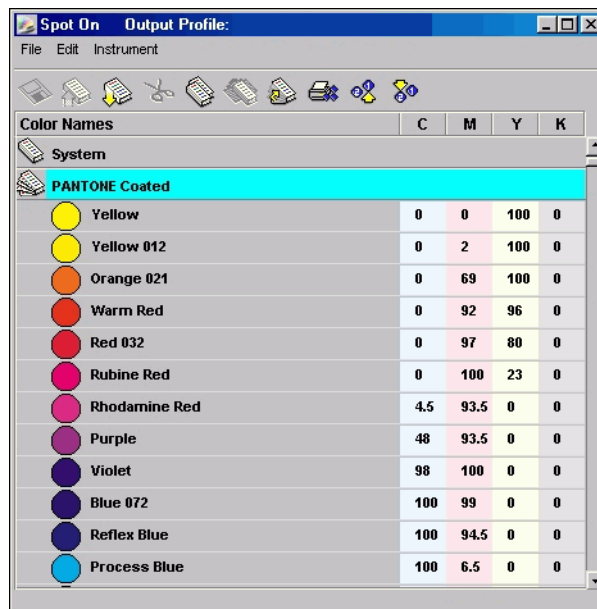 Spot On Output Profile:
File Edit Instrument
Color Names C M Y K
System
PANTONE Coated
Yellow 0 0 100 0
Yellow 012 0 2 100 0
Orange 021 0 69 100 0
Warm Red 0 92 96 0
Red 032 0 97 80 0
Rubine Red 0 100 23 0
Rhodamine Red 4.5 93.5 0 0
Purple 48 93.5 0 0
Violet 98 100 0 0
Blue 072 100 99 0 0
Reflex Blue 100 94.5 0 0
Process Blue 100 6.5 0 0